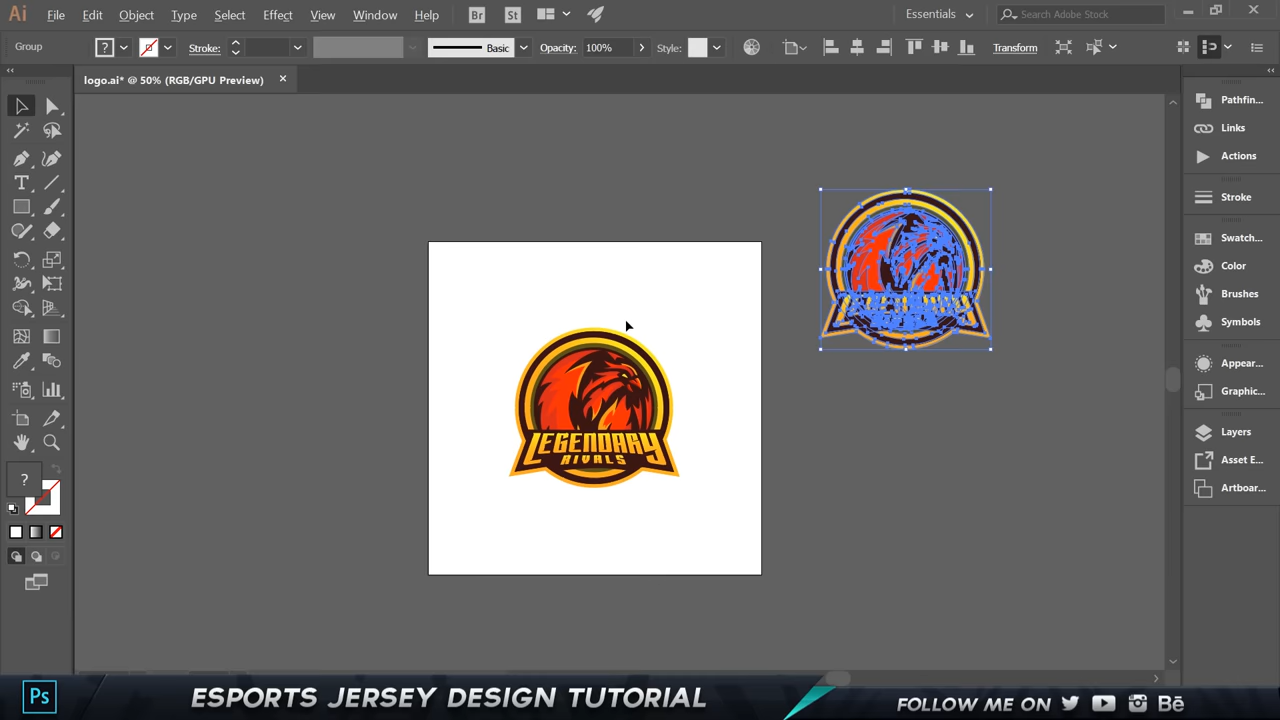 Ai File Edit Object Type Select Effect View Window Help Br St Essentials Search Adobe Stock
Group ? Stroke: Basic Opacity: 100% Style: Transform
logo.ai* @ 50% (RGB/GPU Preview)
Pathfin...
Links
Actions
Stroke
Swatch...
Color
Brushes
Symbols
Appear...
Graphic...
Layers
Asset E...
Artboar...
T
?
LEGENDARY
RIVALS
Ps ESPORTS JERSEY DESIGN TUTORIAL FOLLOW ME ON Bē